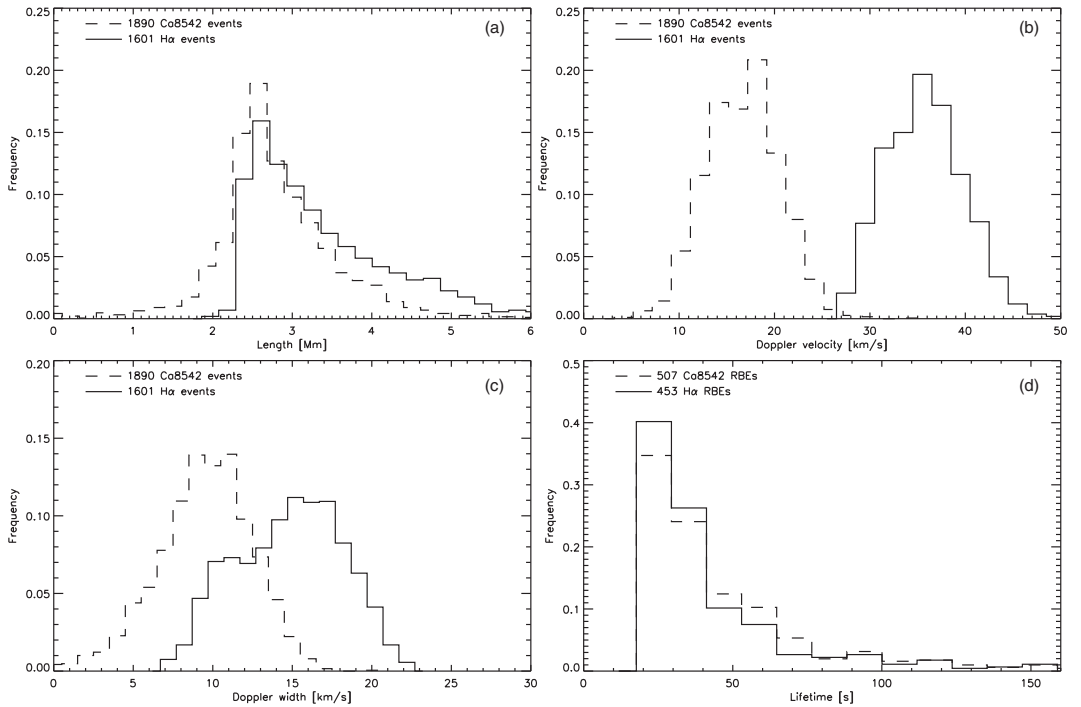 1890 Ca8542 events
1601 Hα events
(a)
0.25
0.20
0.15
0.10
0.05
0.00
Frequency
0 1 2 3 4 5 6
Length [Mm]
1890 Ca8542 events
1601 Hα events
(b)
0.25
0.20
0.15
0.10
0.05
0.00
Frequency
0 10 20 30 40 50
Doppler velocity [km/s]
1890 Ca8542 events
1601 Hα events
(c)
0.20
0.15
0.10
0.05
0.00
Frequency
0 5 10 15 20 25 30
Doppler width [km/s]
507 Ca8542 RBEs
453 Hα RBEs
(d)
0.5
0.4
0.3
0.2
0.1
0.0
Frequency
0 50 100 150
Lifetime [s]